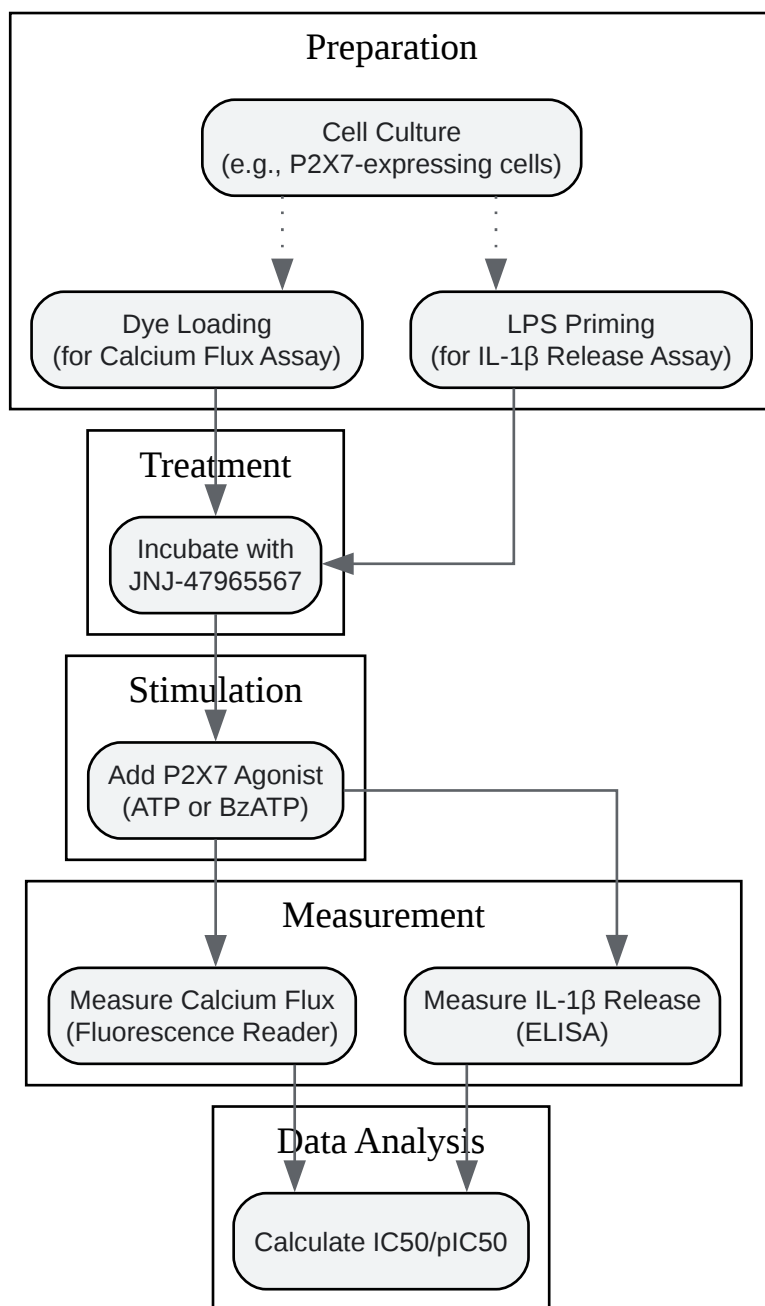 Preparation
Cell Culture
(e.g., P2X7-expressing cells)
Dye Loading
(for Calcium Flux Assay)
LPS Priming
(for IL-1β Release Assay)
Treatment
Incubate with
JNJ-47965567
Stimulation
Add P2X7 Agonist
(ATP or BzATP)
Measurement
Measure Calcium Flux
(Fluorescence Reader)
Measure IL-1β Release
(ELISA)
Data Analysis
Calculate IC50/pIC50